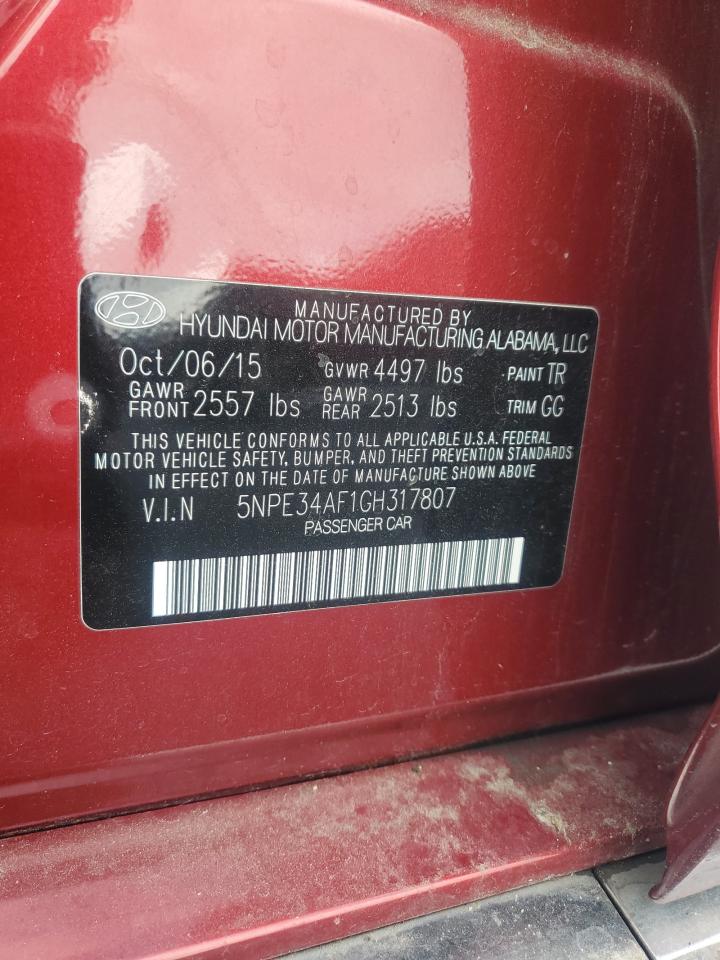 MANUFACTURED BY
HYUNDAI MOTOR MANUFACTURING ALABAMA, LLC
Oct/06/15 GVWR 4497 lbs PAINT TR
GAWR FRONT 2557 lbs GAWR REAR 2513 lbs TRIM GG
THIS VEHICLE CONFORMS TO ALL APPLICABLE U.S.A. FEDERAL
MOTOR VEHICLE SAFETY, BUMPER, AND THEFT PREVENTION STANDARDS
IN EFFECT ON THE DATE OF MANUFACTURE SHOWN ABOVE.
V.I.N 5NPE34AF1GH317807
PASSENGER CAR